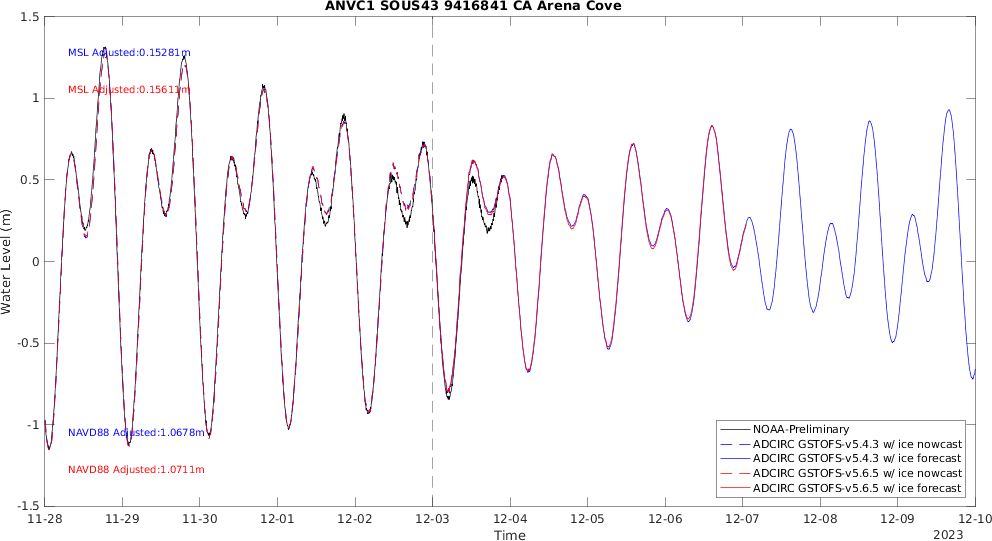 ANVC1 SOUS43 9416841 CA Arena Cove
1.5
1
0.5
0
-0.5
-1
-1.5
Water Level (m)
MSL Adjusted:0.15281m
MSL Adjusted:0.15611m
NAVD88 Adjusted:1.0678m
NAVD88 Adjusted:1.0711m
NOAA-Preliminary
ADCIRC GSTOFS-v5.4.3 w/ ice nowcast
ADCIRC GSTOFS-v5.4.3 w/ ice forecast
ADCIRC GSTOFS-v5.6.5 w/ ice nowcast
ADCIRC GSTOFS-v5.6.5 w/ ice forecast
11-28 11-29 11-30 12-01 12-02 12-03 12-04 12-05 12-06 12-07 12-08 12-09 12-10
Time
2023